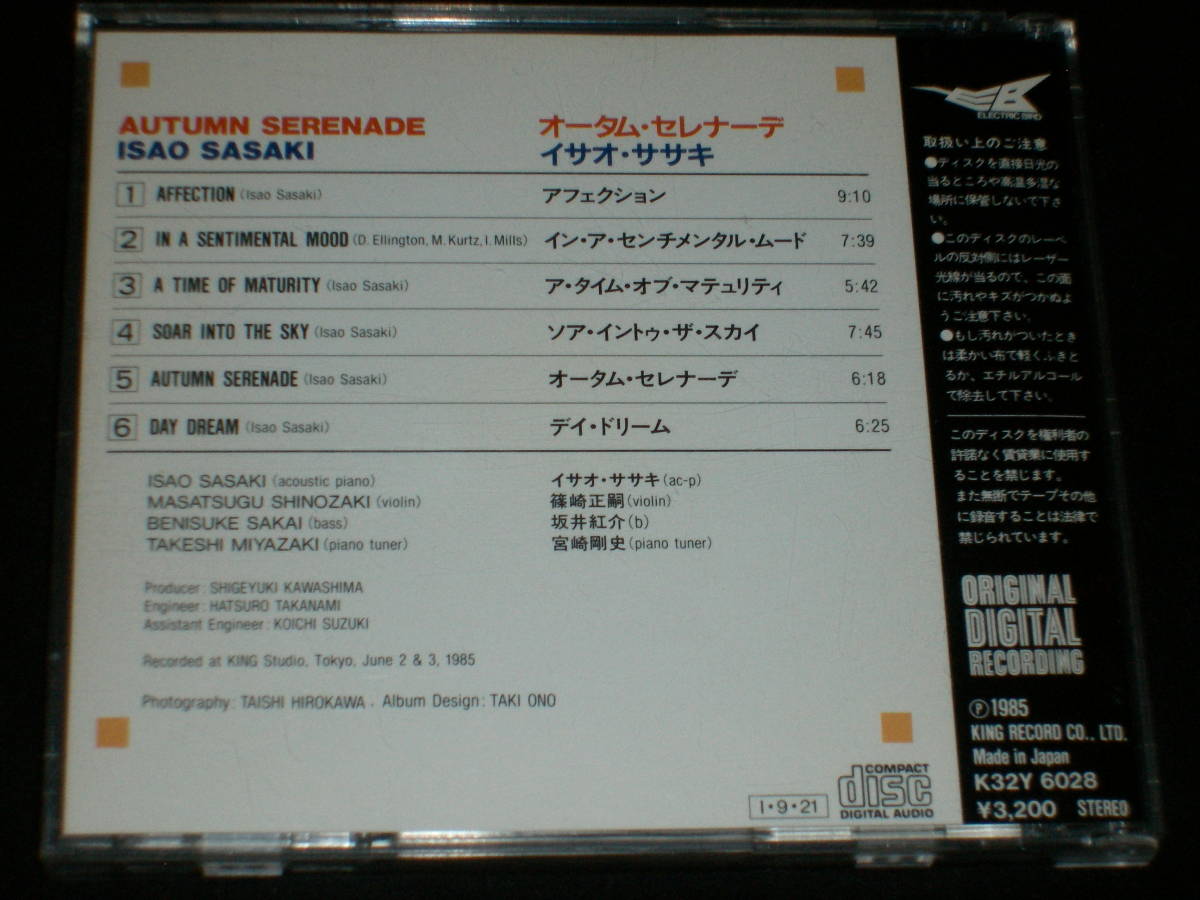 AUTUMN SERENADE オータム・セレナーデ
ISAO SASAKI イサオ・ササキ
1 AFFECTION (Isao Sasaki) アフェクション 9:10
2 IN A SENTIMENTAL MOOD (D. Ellington, M. Kurtz, I. Mills) イン・ア・センチメンタル・ムード 7:39
3 A TIME OF MATURITY (Isao Sasaki) ア・タイム・オブ・マテュリティ 5:42
4 SOAR INTO THE SKY (Isao Sasaki) ソア・イントゥ・ザ・スカイ 7:45
5 AUTUMN SERENADE (Isao Sasaki) オータム・セレナーデ 6:18
6 DAY DREAM (Isao Sasaki) デイ・ドリーム 6:25
ISAO SASAKI (acoustic piano) イサオ・ササキ (ac-p)
MASATSUGU SHINOZAKI (violin) 篠崎正嗣 (violin)
BENISUKE SAKAI (bass) 坂井紅介 (b)
TAKESHI MIYAZAKI (piano tuner) 宮崎剛史 (piano tuner)
Producer : SHIGEYUKI KAWASHIMA
Engineer : HATSURO TAKANAMI
Assistant Engineer : KOICHI SUZUKI
Recorded at KING Studio, Tokyo, June 2 & 3, 1985
Photography : TAISHI HIROKAWA . Album Design : TAKI ONO
I・9・21
COMPACT
disc
DIGITAL AUDIO
EB
ELECTRIC BIRD
取扱い上のご注意
●ディスクを直接日光の
当るところや高温多湿な
場所に保管しないで下さ
い。
●このディスクのレーベ
ルの反対側にはレーザー
光線が当るので、この面
に汚れやキズがつかぬよ
うご注意下さい。
●もし汚れがついたとき
は柔かい布で軽くふきと
るか、エチルアルコール
で除去して下さい。
このディスクを権利者の
許諾なく賃貸業に使用す
ることを禁じます。
また無断でテープその他
に録音することは法律で
禁じられています。
ORIGINAL
DIGITAL
RECORDING
Ⓟ1985
KING RECORD CO., LTD.
Made in Japan
K32Y 6028
¥3,200 STEREO